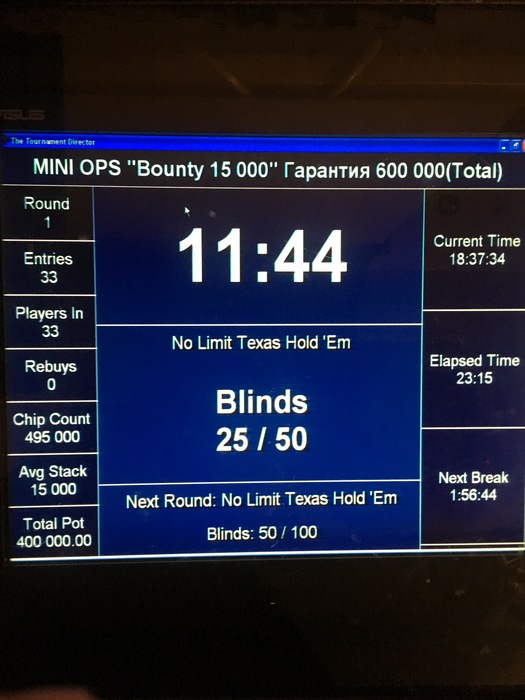 ASUS
The Tournament Director
MINI OPS "Bounty 15 000" Гарантия 600 000(Total)
Round
1
Entries
33
Players In
33
Rebuys
0
Chip Count
495 000
Avg Stack
15 000
Total Pot
400 000.00
11:44
No Limit Texas Hold 'Em
Blinds
25 / 50
Next Round: No Limit Texas Hold 'Em
Blinds: 50 / 100
Current Time
18:37:34
Elapsed Time
23:15
Next Break
1:56:44